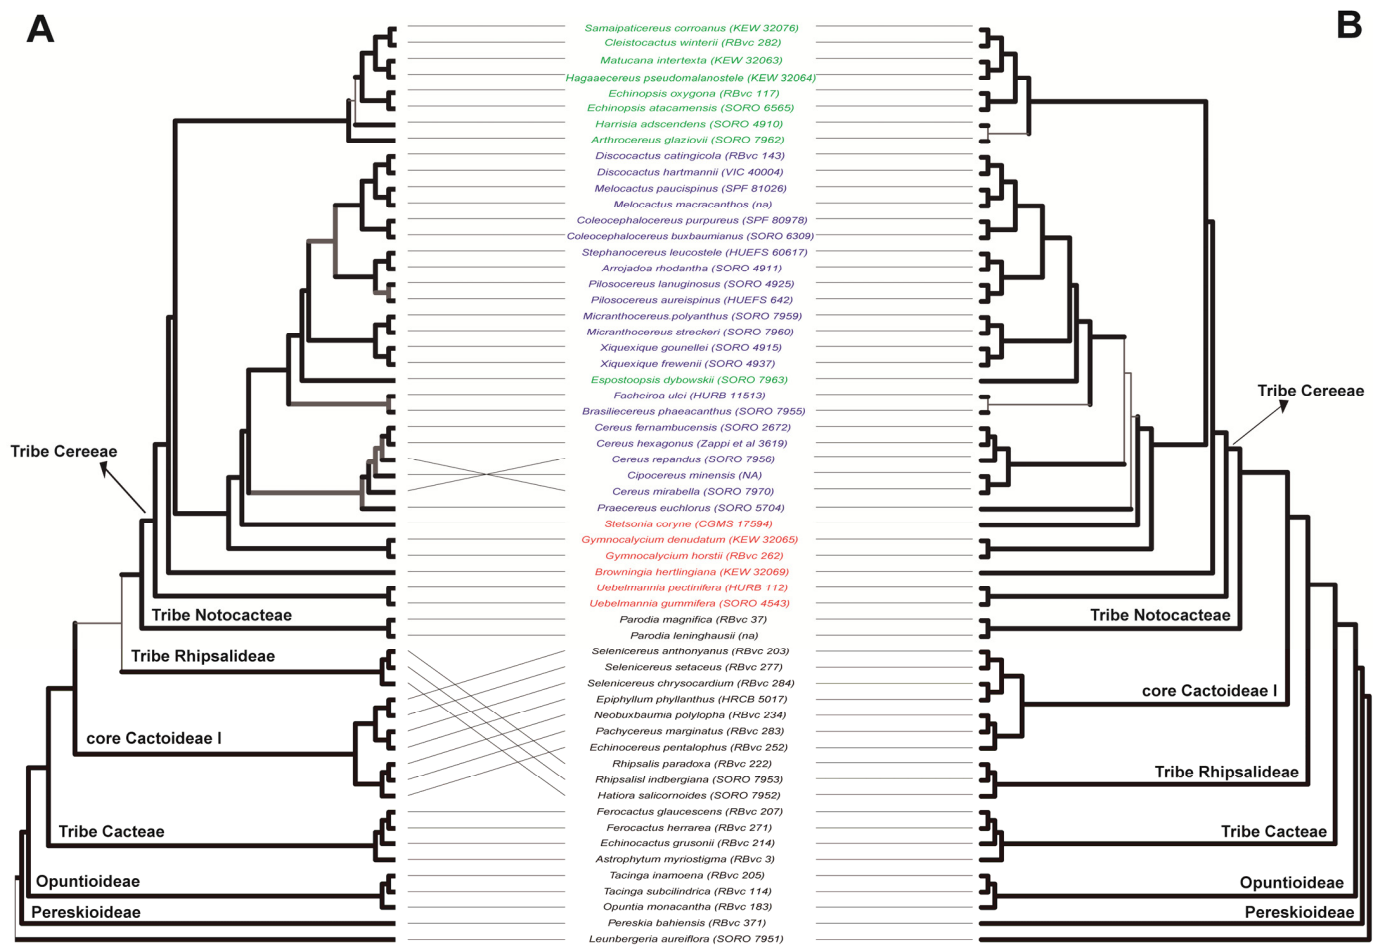 A
B
Samaipaticereus corroanus (KEW 32076)
Cleistocactus winterii (RBvc 282)
Matucana intertexta (KEW 32063)
Hagaaecereus pseudomalanostele (KEW 32064)
Echinopsis oxygona (RBvc 117)
Echinopsis atacamensis (SORO 6565)
Harrisia adscendens (SORO 4910)
Arthrocereus glaziovii (SORO 7962)
Discocactus catingicola (RBvc 143)
Discocactus hartmannii (VIC 40004)
Melocactus paucispinus (SPF 81026)
Melocactus macracanthos (na)
Coleocephalocereus purpureus (SPF 80978)
Coleocephalocereus buxbaumianus (SORO 6309)
Stephanocereus leucostele (HUEFS 60617)
Arrojadoa rhodantha (SORO 4911)
Pilosocereus lanuginosus (SORO 4925)
Pilosocereus aureispinus (HUEFS 642)
Micranthocereus polyanthus (SORO 7959)
Micranthocereus streckeri (SORO 7960)
Xiquexique gounellei (SORO 4915)
Xiquexique frewenii (SORO 4937)
Espostoopsis dybowskii (SORO 7963)
Facheiroa ulei (HURB 11513)
Brasiliecereus phaeacanthus (SORO 7955)
Cereus fernambucensis (SORO 2672)
Cereus hexagonus (Zappi et al 3619)
Cereus repandus (SORO 7956)
Cipocereus minensis (NA)
Cereus mirabella (SORO 7970)
Praecereus euchlorus (SORO 5704)
Stetsonia coryne (CGMS 17594)
Gymnocalycium denudatum (KEW 32065)
Gymnocalycium horstii (RBvc 262)
Browningia hertlingiana (KEW 32069)
Uebelmannia pectinifera (HURB 112)
Uebelmannia gummifera (SORO 4543)
Parodia magnifica (RBvc 37)
Parodia leninghausii (na)
Selenicereus anthonyanus (RBvc 203)
Selenicereus setaceus (RBvc 277)
Selenicereus chrysocardium (RBvc 284)
Epiphyllum phyllanthus (HRCB 5017)
Neobuxbaumia polylopha (RBvc 234)
Pachycereus marginatus (RBvc 283)
Echinocereus pentalophus (RBvc 252)
Rhipsalis paradoxa (RBvc 222)
Rhipsalisl indbergiana (SORO 7953)
Hatiora salicornoides (SORO 7952)
Ferocactus glaucescens (RBvc 207)
Ferocactus herrarea (RBvc 271)
Echinocactus grusonii (RBvc 214)
Astrophytum myriostigma (RBvc 3)
Tacinga inamoena (RBvc 205)
Tacinga subcilindrica (RBvc 114)
Opuntia monacantha (RBvc 183)
Pereskia bahiensis (RBvc 371)
Leunbergeria aureiflora (SORO 7951)
Tribe Cereeae
Tribe Notocacteae
Tribe Rhipsalideae
core Cactoideae I
Tribe Cacteae
Opuntioideae
Pereskioideae
Tribe Cereeae
Tribe Notocacteae
core Cactoideae I
Tribe Rhipsalideae
Tribe Cacteae
Opuntioideae
Pereskioideae